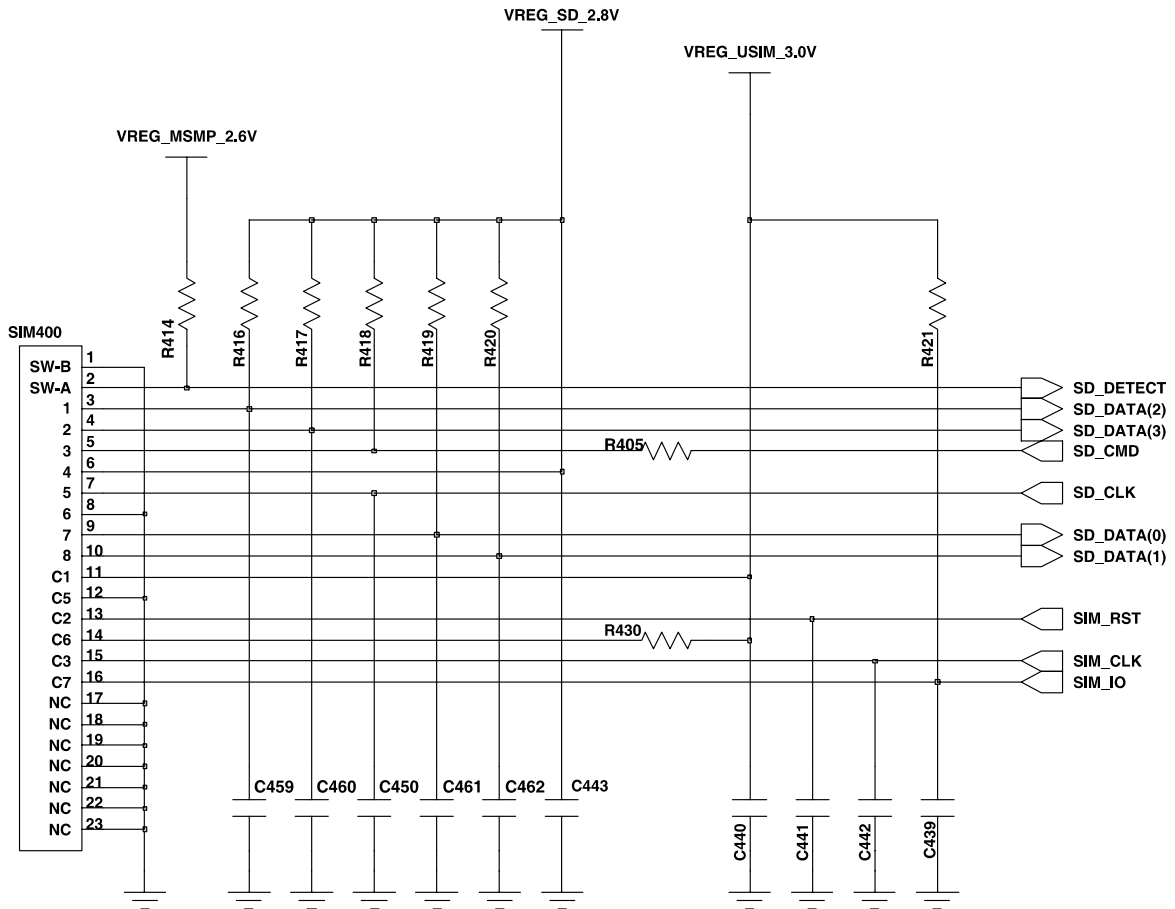 VREG_SD_2.8V
VREG_USIM_3.0V
VREG_MSMP_2.6V
R414
R416
R417
R418
R419
R420
R421
SIM400
SW-B 1
SW-A 2 SD_DETECT
1 3 SD_DATA(2)
2 4 SD_DATA(3)
3 5 R405 SD_CMD
4 6
5 7 SD_CLK
6 8
7 9 SD_DATA(0)
8 10 SD_DATA(1)
C1 11
C5 12
C2 13 SIM_RST
C6 14 R430
C3 15 SIM_CLK
C7 16 SIM_IO
NC 17
NC 18
NC 19
NC 20
NC 21
NC 22
NC 23
C459 C460 C450 C461 C462 C443
C440
C441
C442
C439